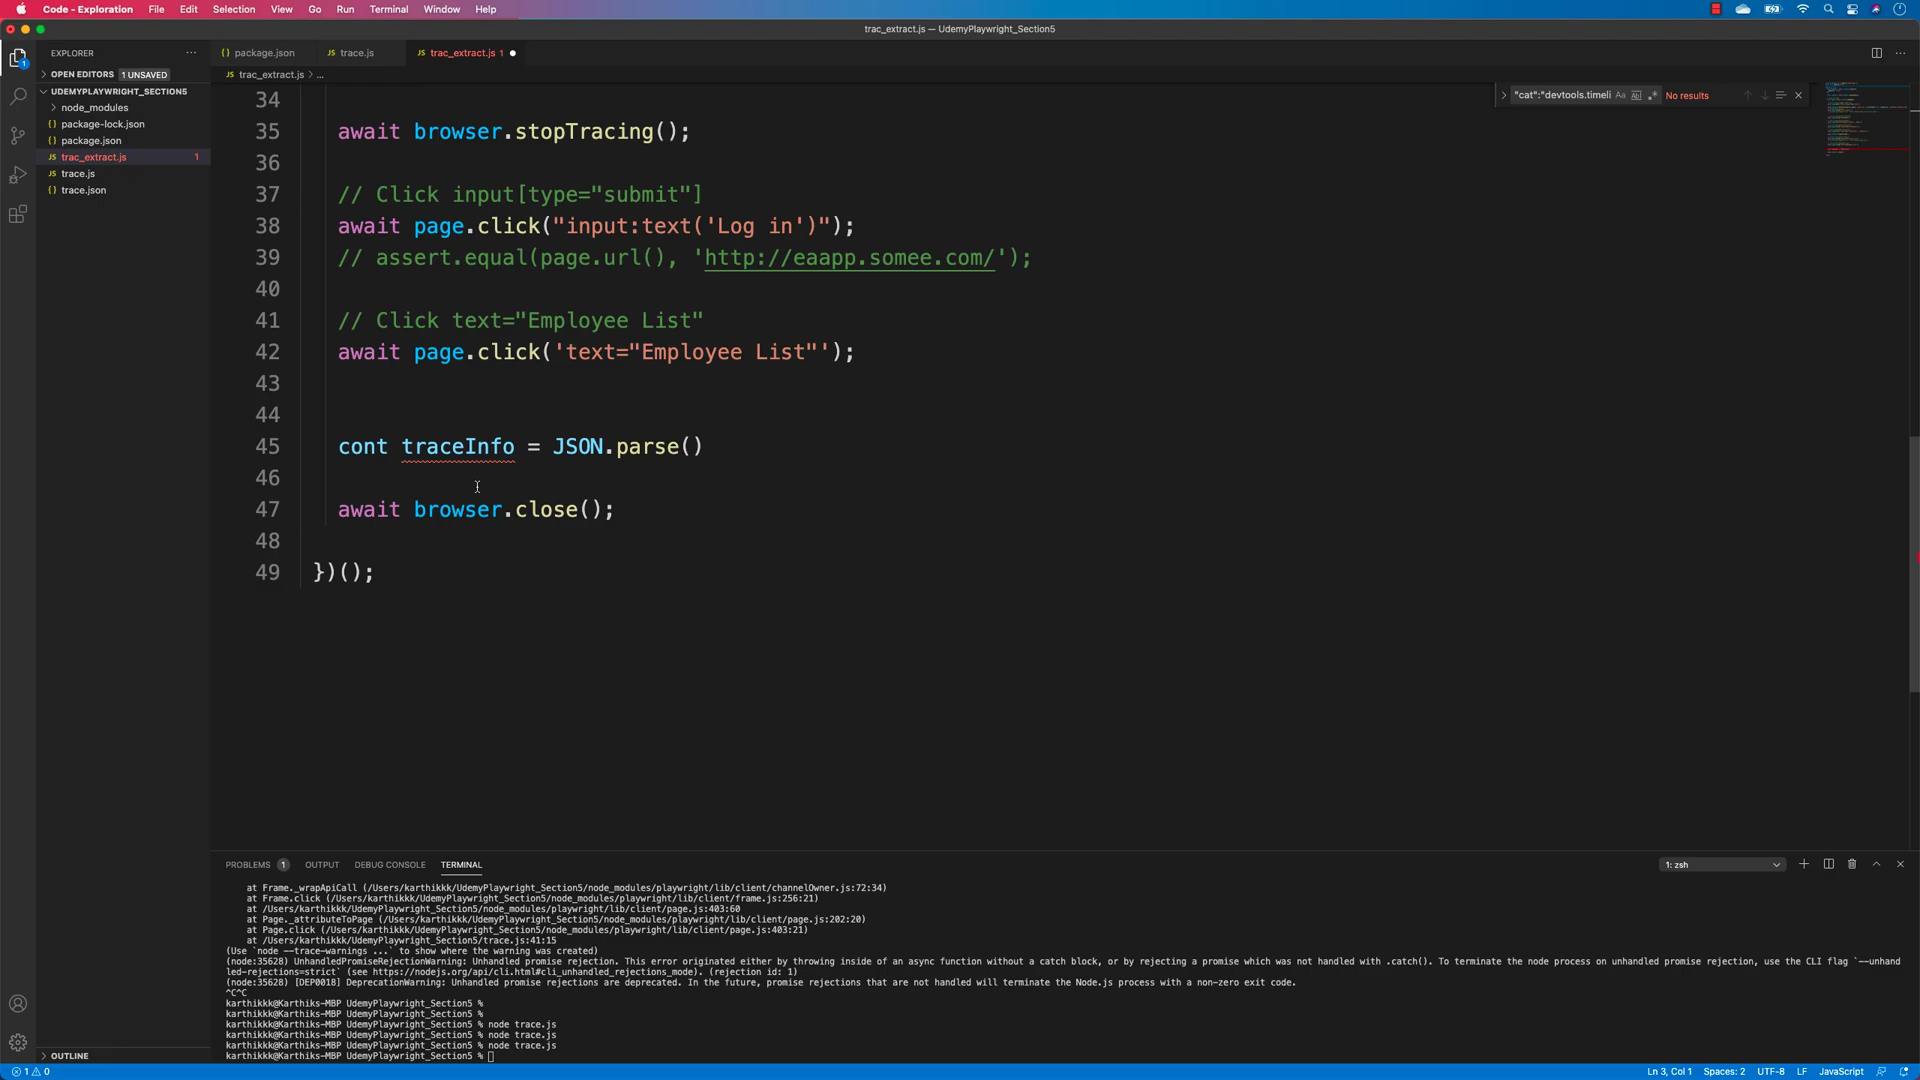 Code - Exploration File Edit Selection View Go Run Terminal Window Help
trac_extract.js — UdemyPlaywright_Section5
EXPLORER ...
OPEN EDITORS 1 UNSAVED
UDEMYPLAYWRIGHT_SECTION5
node_modules
{} package-lock.json
{} package.json
JS trac_extract.js 1
JS trace.js
{} trace.json
OUTLINE
{} package.json
JS trace.js
JS trac_extract.js 1
JS trac_extract.js > ...
"cat":"devtools.timeli Aa No results
34
35 await browser.stopTracing();
36
37 // Click input[type="submit"]
38 await page.click("input:text('Log in')");
39 // assert.equal(page.url(), 'http://eaapp.somee.com/');
40
41 // Click text="Employee List"
42 await page.click('text="Employee List"');
43
44
45 cont traceInfo = JSON.parse()
46
47 await browser.close();
48
49 })();
PROBLEMS 1 OUTPUT DEBUG CONSOLE TERMINAL
1: zsh
at Frame._wrapApiCall (/Users/karthikkk/UdemyPlaywright_Section5/node_modules/playwright/lib/client/channelOwner.js:72:34)
at Frame.click (/Users/karthikkk/UdemyPlaywright_Section5/node_modules/playwright/lib/client/frame.js:256:21)
at /Users/karthikkk/UdemyPlaywright_Section5/node_modules/playwright/lib/client/page.js:403:60
at Page._attributeToPage (/Users/karthikkk/UdemyPlaywright_Section5/node_modules/playwright/lib/client/page.js:202:20)
at Page.click (/Users/karthikkk/UdemyPlaywright_Section5/node_modules/playwright/lib/client/page.js:403:21)
at /Users/karthikkk/UdemyPlaywright_Section5/trace.js:41:15
(Use `node --trace-warnings ...` to show where the warning was created)
(node:35628) UnhandledPromiseRejectionWarning: Unhandled promise rejection. This error originated either by throwing inside of an async function without a catch block, or by rejecting a promise which was not handled with .catch(). To terminate the node process on unhandled promise rejection, use the CLI flag `--unhand
led-rejections=strict` (see https://nodejs.org/api/cli.html#cli_unhandled_rejections_mode). (rejection id: 1)
(node:35628) [DEP0018] DeprecationWarning: Unhandled promise rejections are deprecated. In the future, promise rejections that are not handled will terminate the Node.js process with a non-zero exit code.
^C^C
karthikkk@Karthiks-MBP UdemyPlaywright_Section5 %
karthikkk@Karthiks-MBP UdemyPlaywright_Section5 %
karthikkk@Karthiks-MBP UdemyPlaywright_Section5 % node trace.js
karthikkk@Karthiks-MBP UdemyPlaywright_Section5 % node trace.js
karthikkk@Karthiks-MBP UdemyPlaywright_Section5 % node trace.js
karthikkk@Karthiks-MBP UdemyPlaywright_Section5 %
1 0 Ln 3, Col 1 Spaces: 2 UTF-8 LF JavaScript